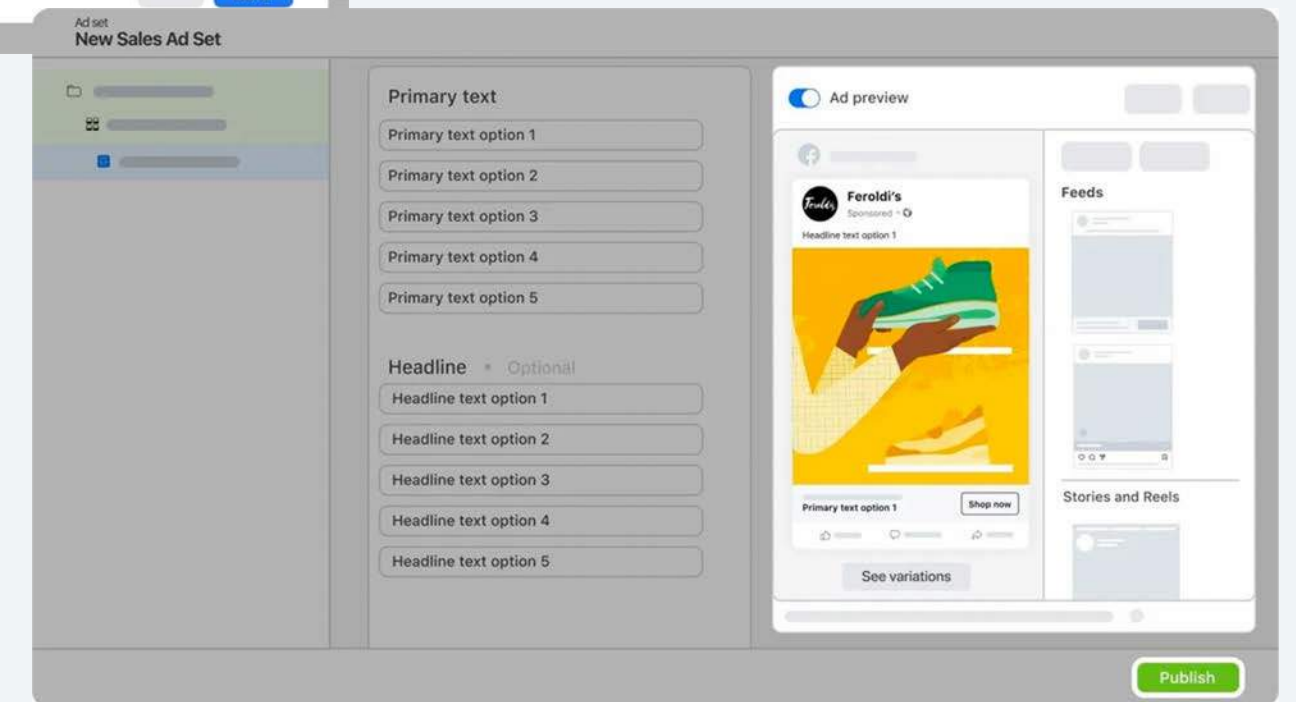 Ad set
New Sales Ad Set
Primary text
Primary text option 1
Primary text option 2
Primary text option 3
Primary text option 4
Primary text option 5
Headline • Optional
Headline text option 1
Headline text option 2
Headline text option 3
Headline text option 4
Headline text option 5
Ad preview
Feroldi's
Feroldi's
Sponsored •
Headline text option 1
Primary text option 1
Shop now
See variations
Feeds
Stories and Reels
Publish